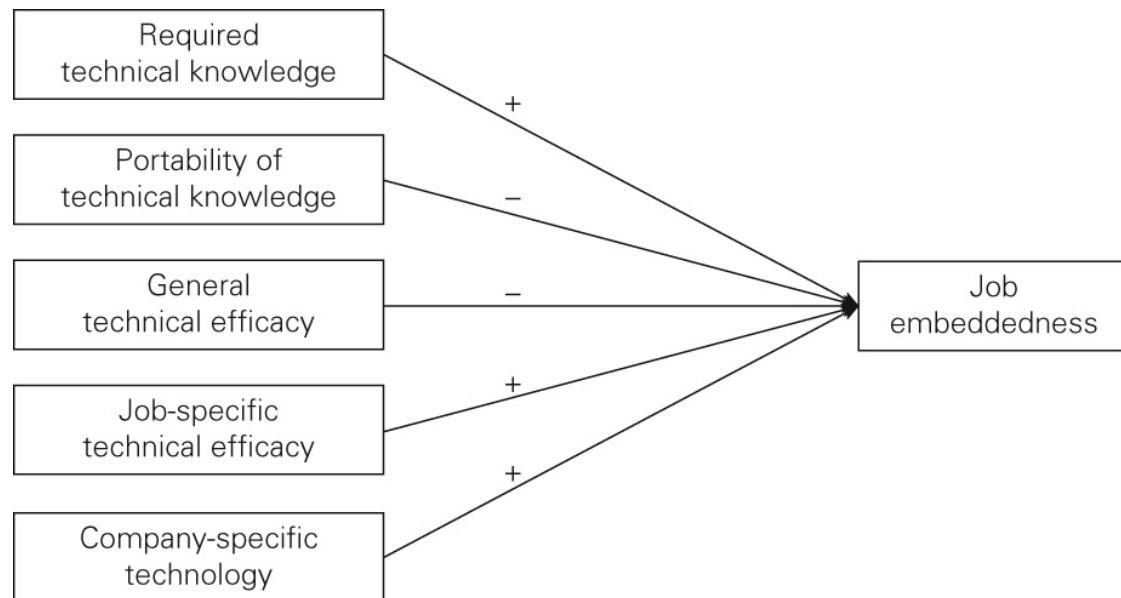 Required
technical knowledge
+
Portability of
technical knowledge
–
General
technical efficacy
–
Job
embeddedness
Job-specific
technical efficacy
+
Company-specific
technology
+